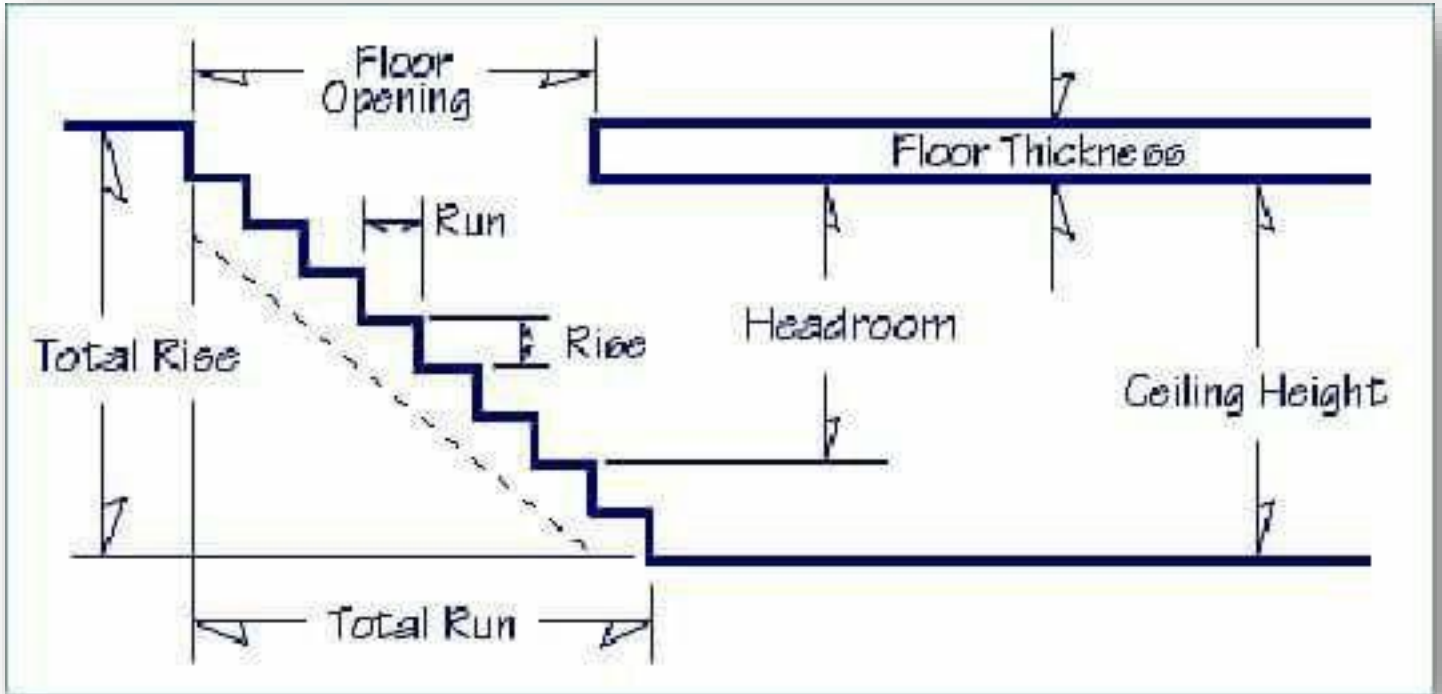 Floor
Opening
Floor Thickness
Run
Headroom
Rise
Total Rise
Ceiling Height
Total Run